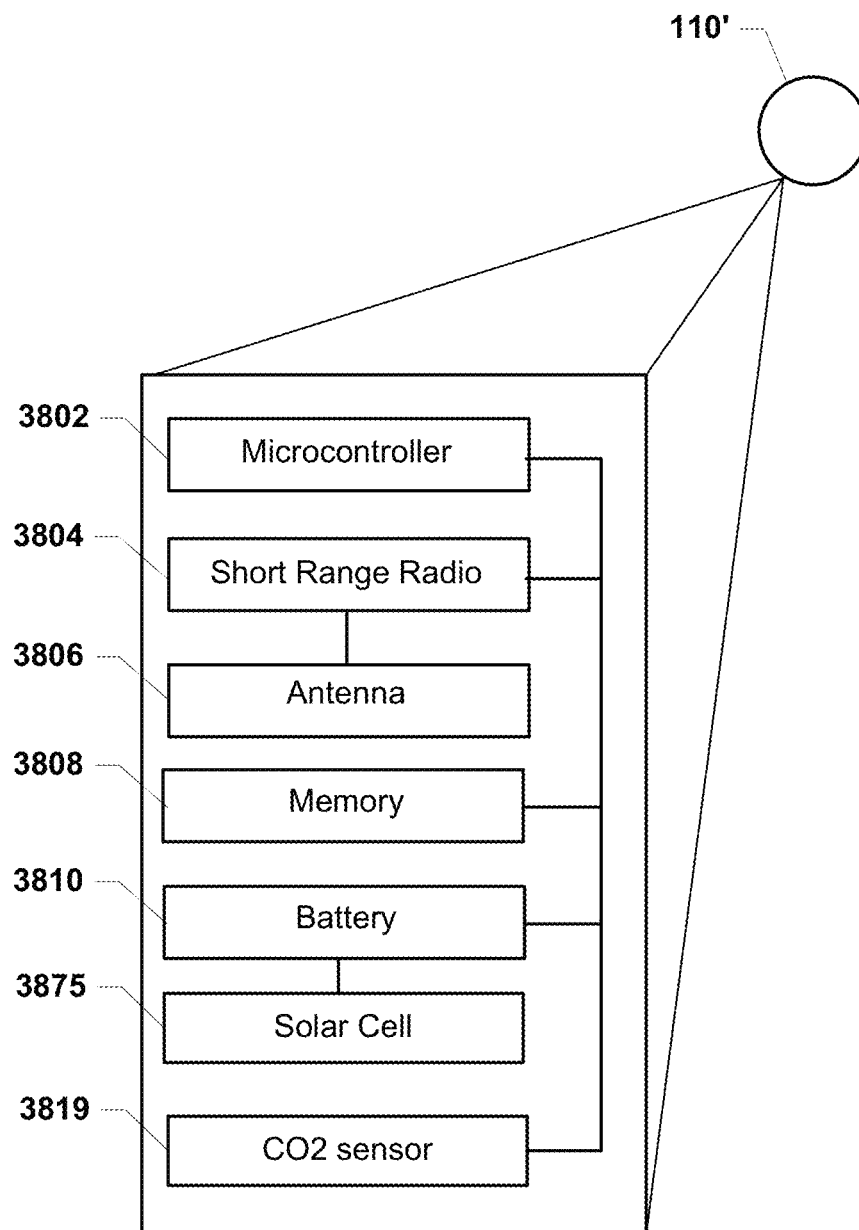 110'
3802
Microcontroller
3804
Short Range Radio
3806
Antenna
3808
Memory
3810
Battery
3875
Solar Cell
3819
CO2 sensor